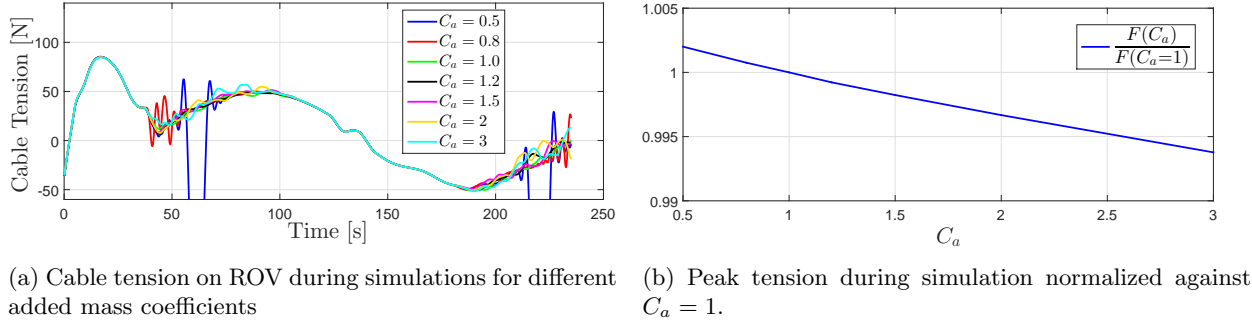 Cable Tension [N]
100
50
0
-50
0
50
100
150
200
250
Time [s]
C_a = 0.5
C_a = 0.8
C_a = 1.0
C_a = 1.2
C_a = 1.5
C_a = 2
C_a = 3
(a) Cable tension on ROV during simulations for different
added mass coefficients
1.005
1
0.995
0.99
0.5
1
1.5
2
2.5
3
C_a
F(C_a)
F(C_a=1)
(b) Peak tension during simulation normalized against
C_a = 1.